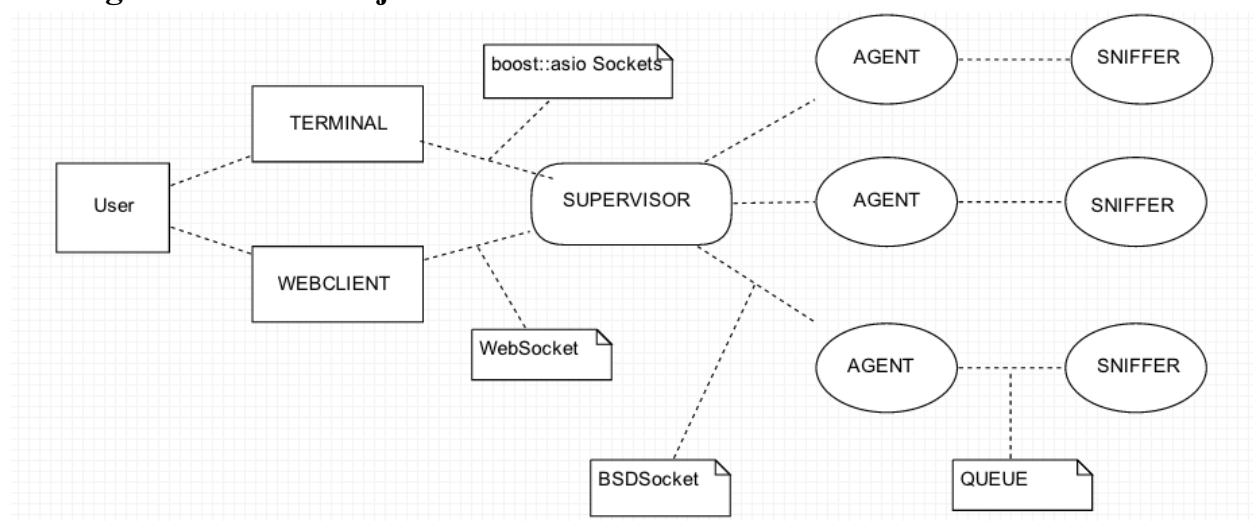 boost::asio Sockets
AGENT
SNIFFER
TERMINAL
User
SUPERVISOR
AGENT
SNIFFER
WEBCLIENT
WebSocket
AGENT
SNIFFER
BSDSocket
QUEUE